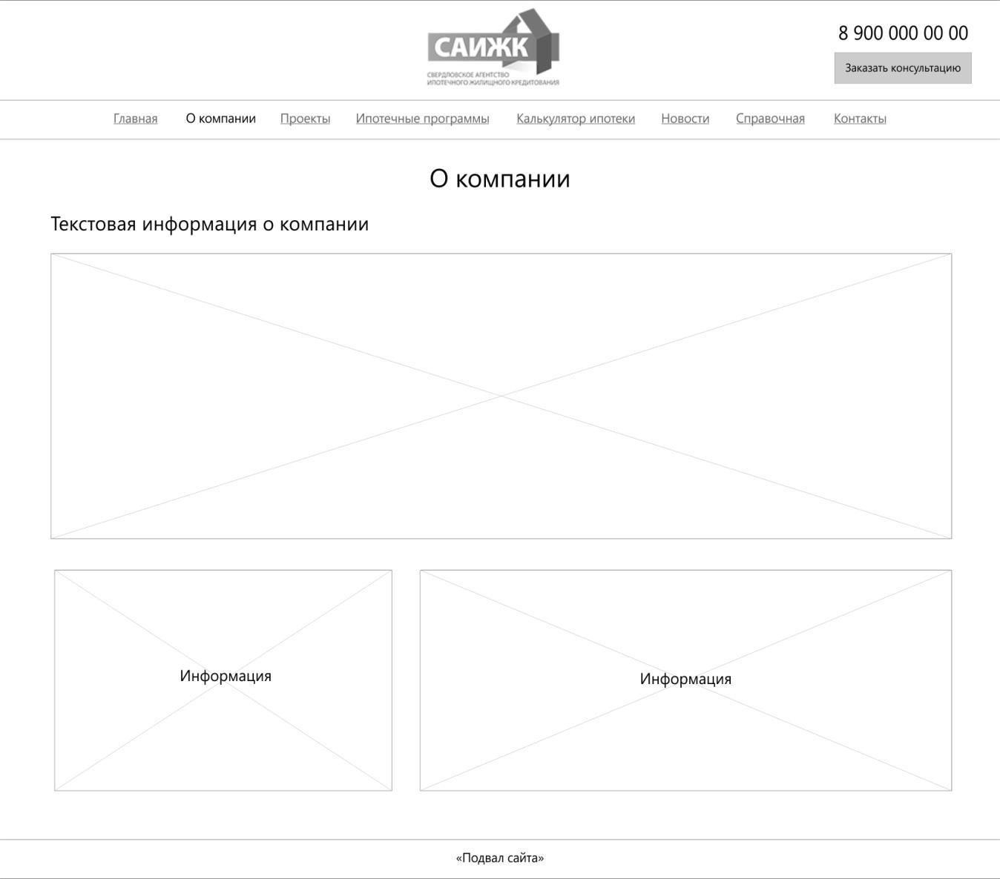 САИЖК
СВЕРДЛОВСКОЕ АГЕНТСТВО
ИПОТЕЧНОГО ЖИЛИЩНОГО КРЕДИТОВАНИЯ
8 900 000 00 00
Заказать консультацию
Главная О компании Проекты Ипотечные программы Калькулятор ипотеки Новости Справочная Контакты
О компании
Текстовая информация о компании
Информация
Информация
«Подвал сайта»